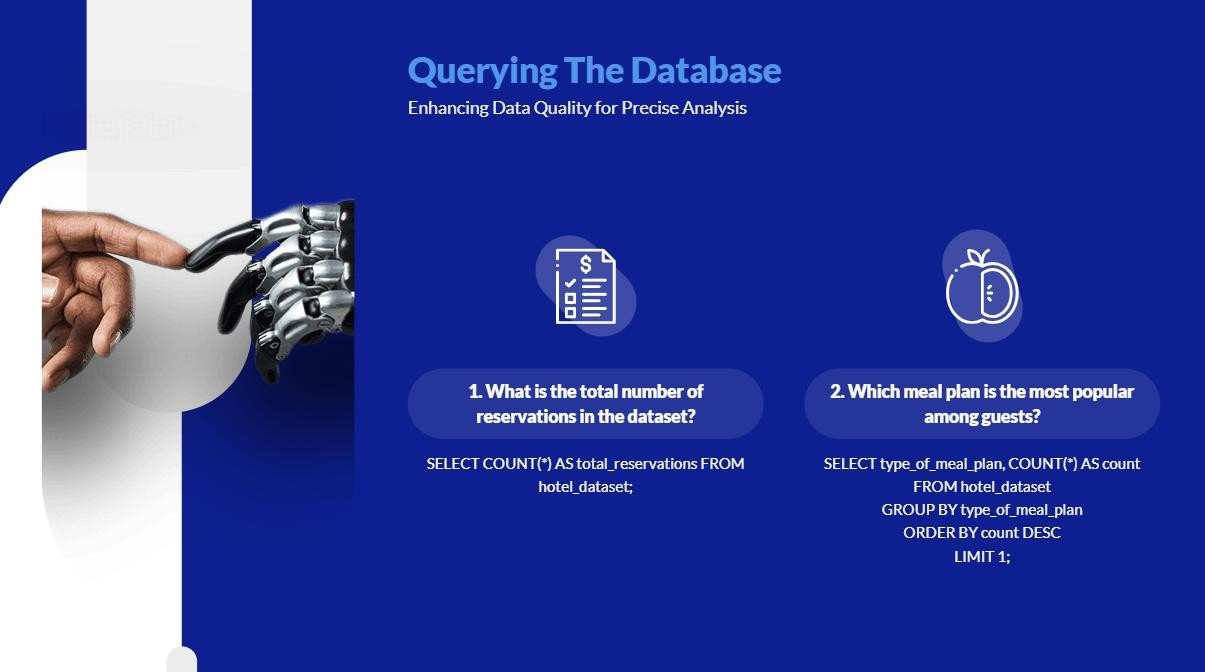 Querying The Database
Enhancing Data Quality for Precise Analysis
$
1. What is the total number of
reservations in the dataset?
SELECT COUNT(*) AS total_reservations FROM
hotel_dataset;
2. Which meal plan is the most popular
among guests?
SELECT type_of_meal_plan, COUNT(*) AS count
FROM hotel_dataset
GROUP BY type_of_meal_plan
ORDER BY count DESC
LIMIT 1;